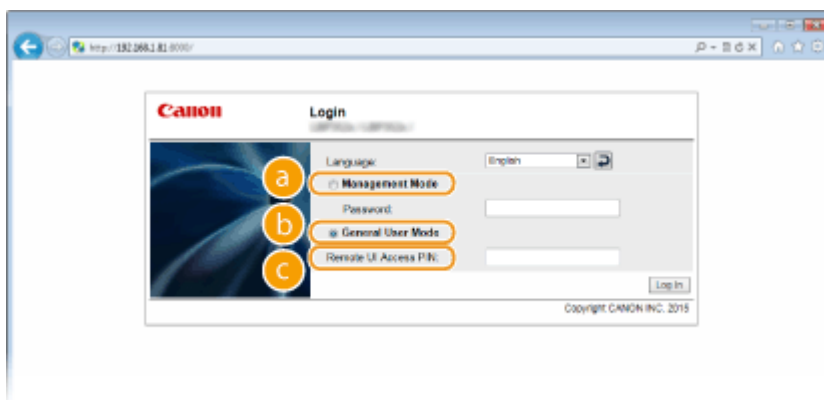 http://192.168.1.81:8000/
Canon
Login
Language:
English
a
Management Mode
Password:
b
General User Mode
c
Remote UI Access PIN:
Log In
Copyright CANON INC. 2015